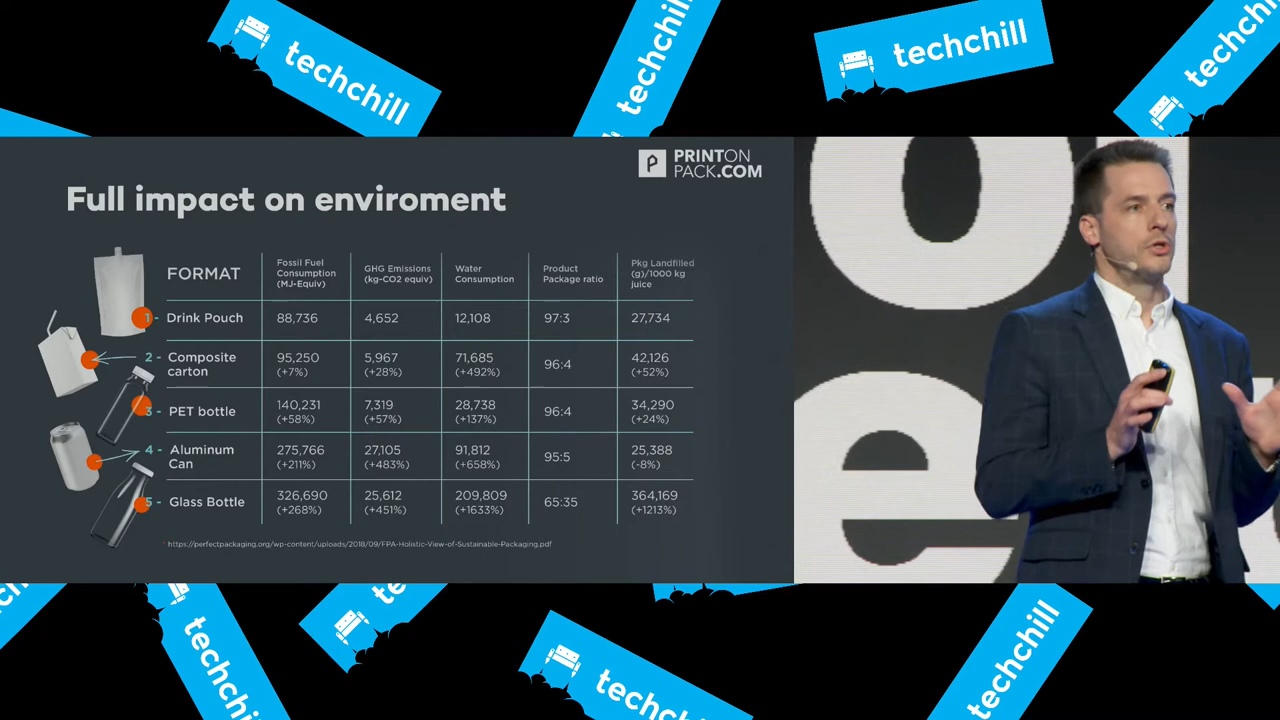 techchill
techchill
techchill
techchill
PRINTON
PACK.COM
Full impact on enviroment
FORMAT
Fossil Fuel
Consumption
(MJ-Equiv)
GHG Emissions
(kg-CO2 equiv)
Water
Consumption
Product
Package ratio
Pkg Landfilled
(g)/1000 kg
juice
1 - Drink Pouch 88,736 4,652 12,108 97:3 27,734
2 - Composite
carton
95,250
(+7%)
5,967
(+28%)
71,685
(+492%)
96:4
42,126
(+52%)
3 - PET bottle
140,231
(+58%)
7,319
(+57%)
28,738
(+137%)
96:4
34,290
(+24%)
4 - Aluminum
Can
275,766
(+211%)
27,105
(+483%)
91,812
(+658%)
95:5
25,388
(-8%)
5 - Glass Bottle
326,690
(+268%)
25,612
(+451%)
209,809
(+1633%)
65:35
364,169
(+1213%)
https://perfectpackaging.org/wp-content/uploads/2018/09/FPA-Holistic-View-of-Sustainable-Packaging.pdf
o
e
techchill
techchill
techchill